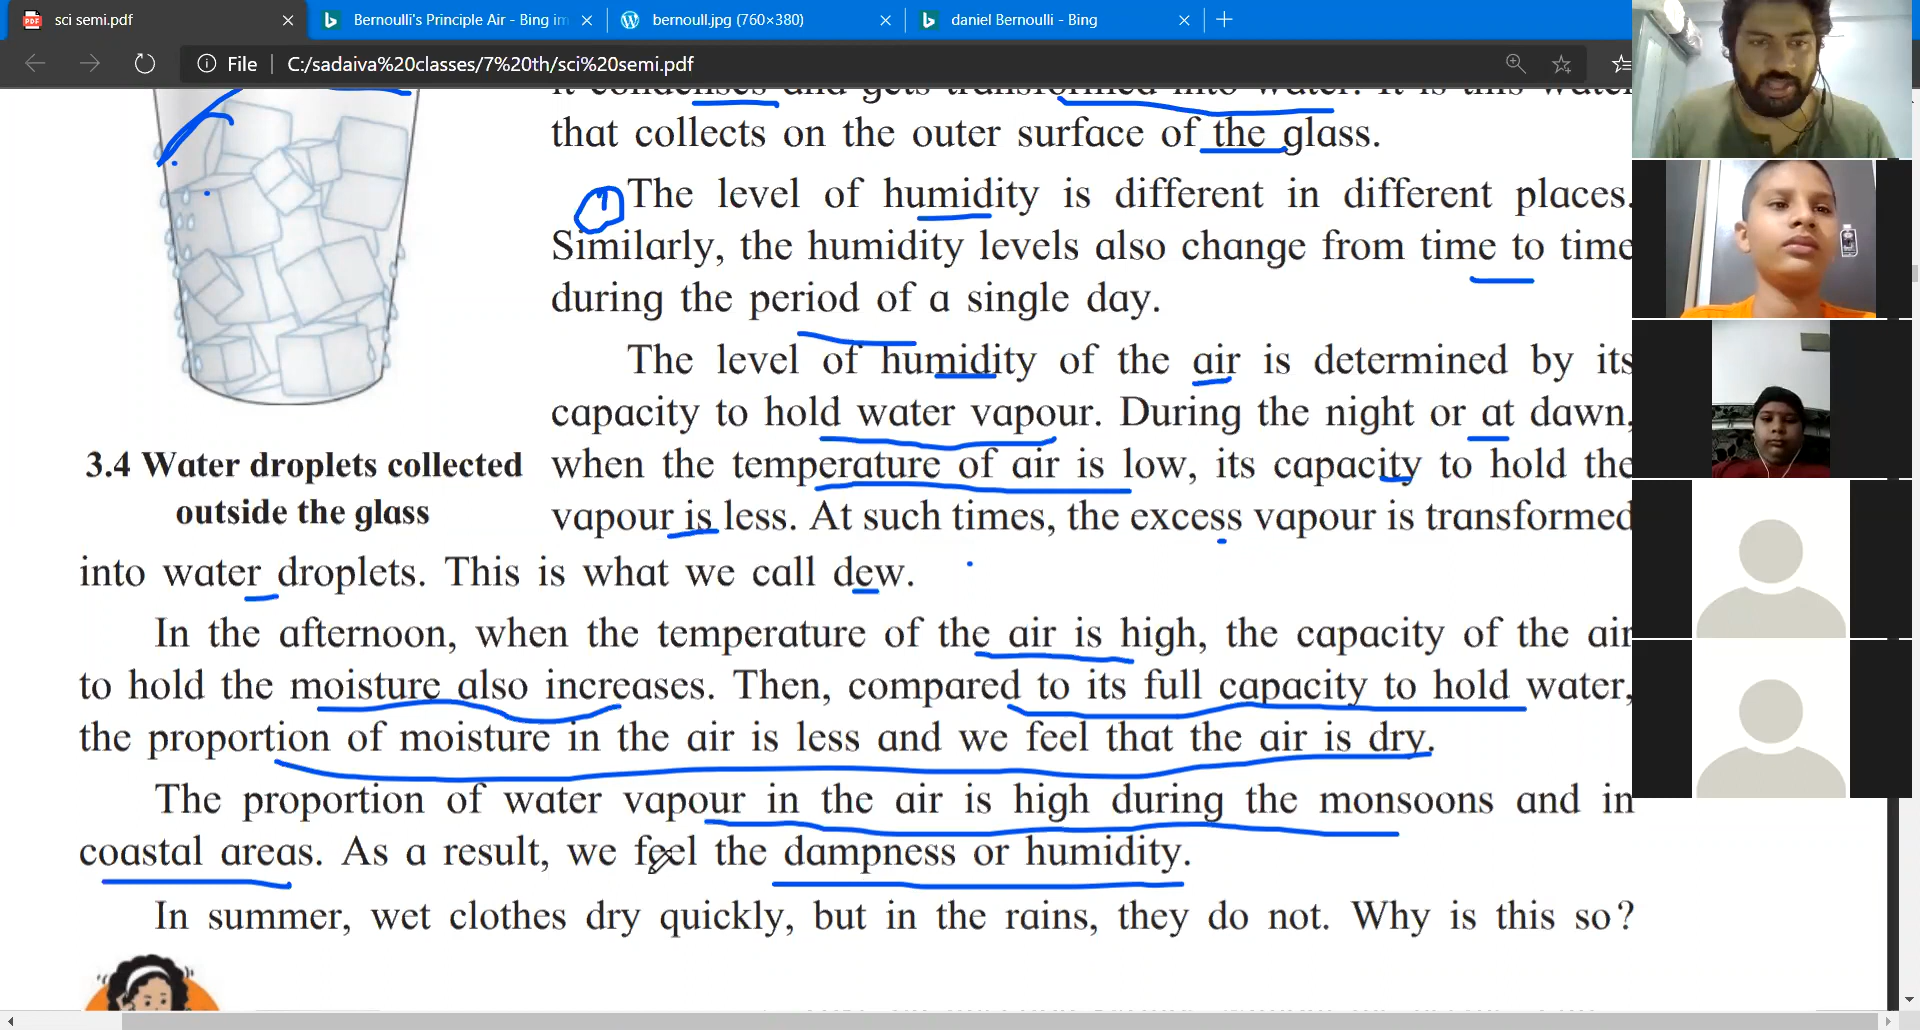 sci semi.pdf
Bernoulli's Principle Air - Bing im
bernoull.jpg (760×380)
daniel Bernoulli - Bing
File
C:/sadaiva%20classes/7%20th/sci%20semi.pdf
it condenses and gets transformed into water. It is this water
that collects on the outer surface of the glass.
The level of humidity is different in different places.
Similarly, the humidity levels also change from time to time
during the period of a single day.
The level of humidity of the air is determined by its
capacity to hold water vapour. During the night or at dawn,
when the temperature of air is low, its capacity to hold the
vapour is less. At such times, the excess vapour is transformed
3.4 Water droplets collected
outside the glass
into water droplets. This is what we call dew.
In the afternoon, when the temperature of the air is high, the capacity of the air
to hold the moisture also increases. Then, compared to its full capacity to hold water,
the proportion of moisture in the air is less and we feel that the air is dry.
The proportion of water vapour in the air is high during the monsoons and in
coastal areas. As a result, we feel the dampness or humidity.
In summer, wet clothes dry quickly, but in the rains, they do not. Why is this so?